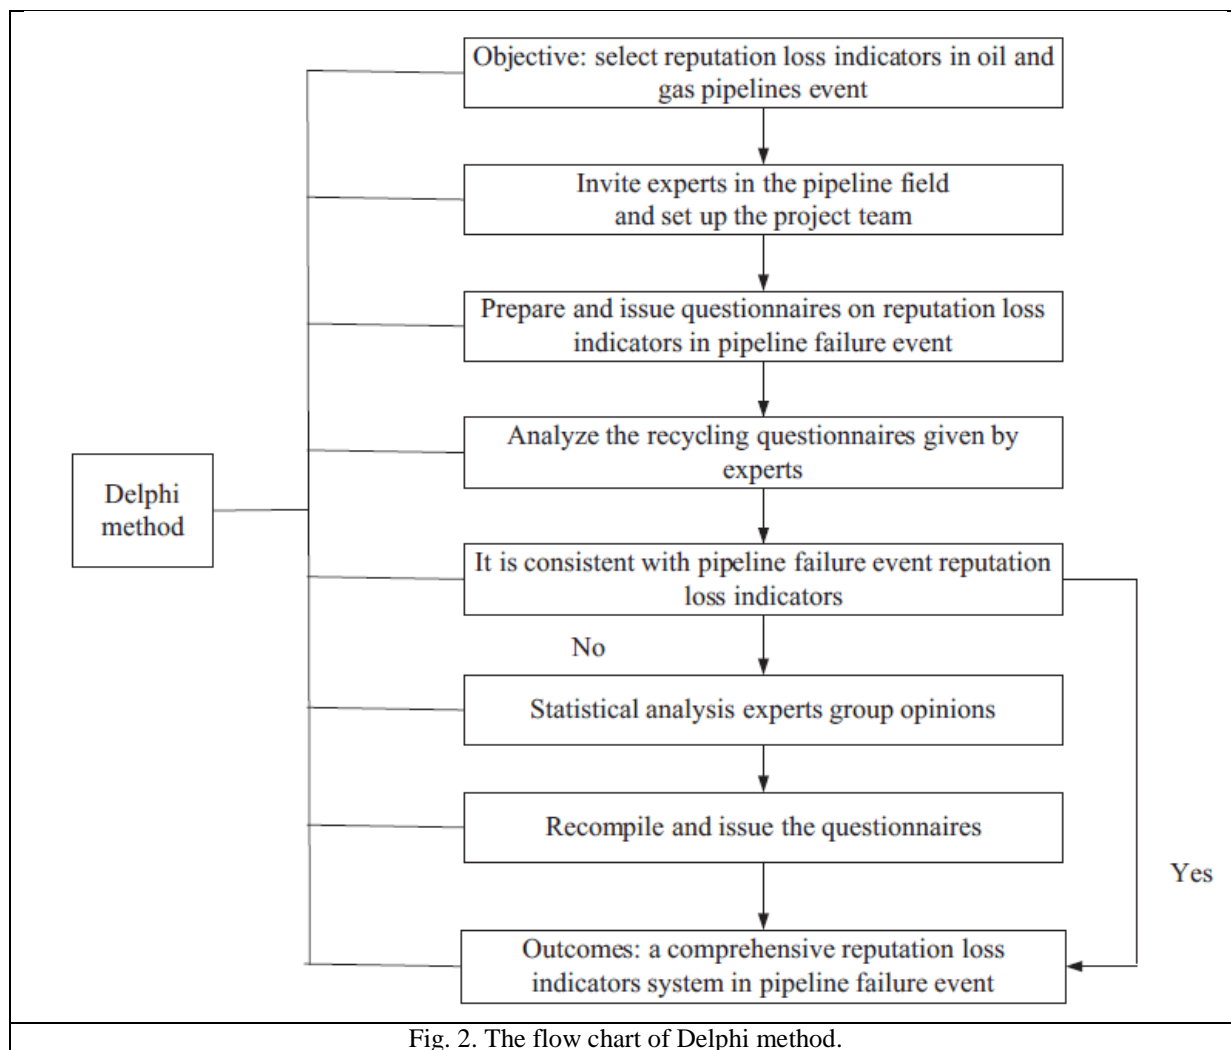 Objective: select reputation loss indicators in oil and
gas pipelines event
Invite experts in the pipeline field
and set up the project team
Prepare and issue questionnaires on reputation loss
indicators in pipeline failure event
Analyze the recycling questionnaires given by
experts
Delphi
method
It is consistent with pipeline failure event reputation
loss indicators
No
Statistical analysis experts group opinions
Recompile and issue the questionnaires
Yes
Outcomes: a comprehensive reputation loss
indicators system in pipeline failure event
Fig. 2. The flow chart of Delphi method.